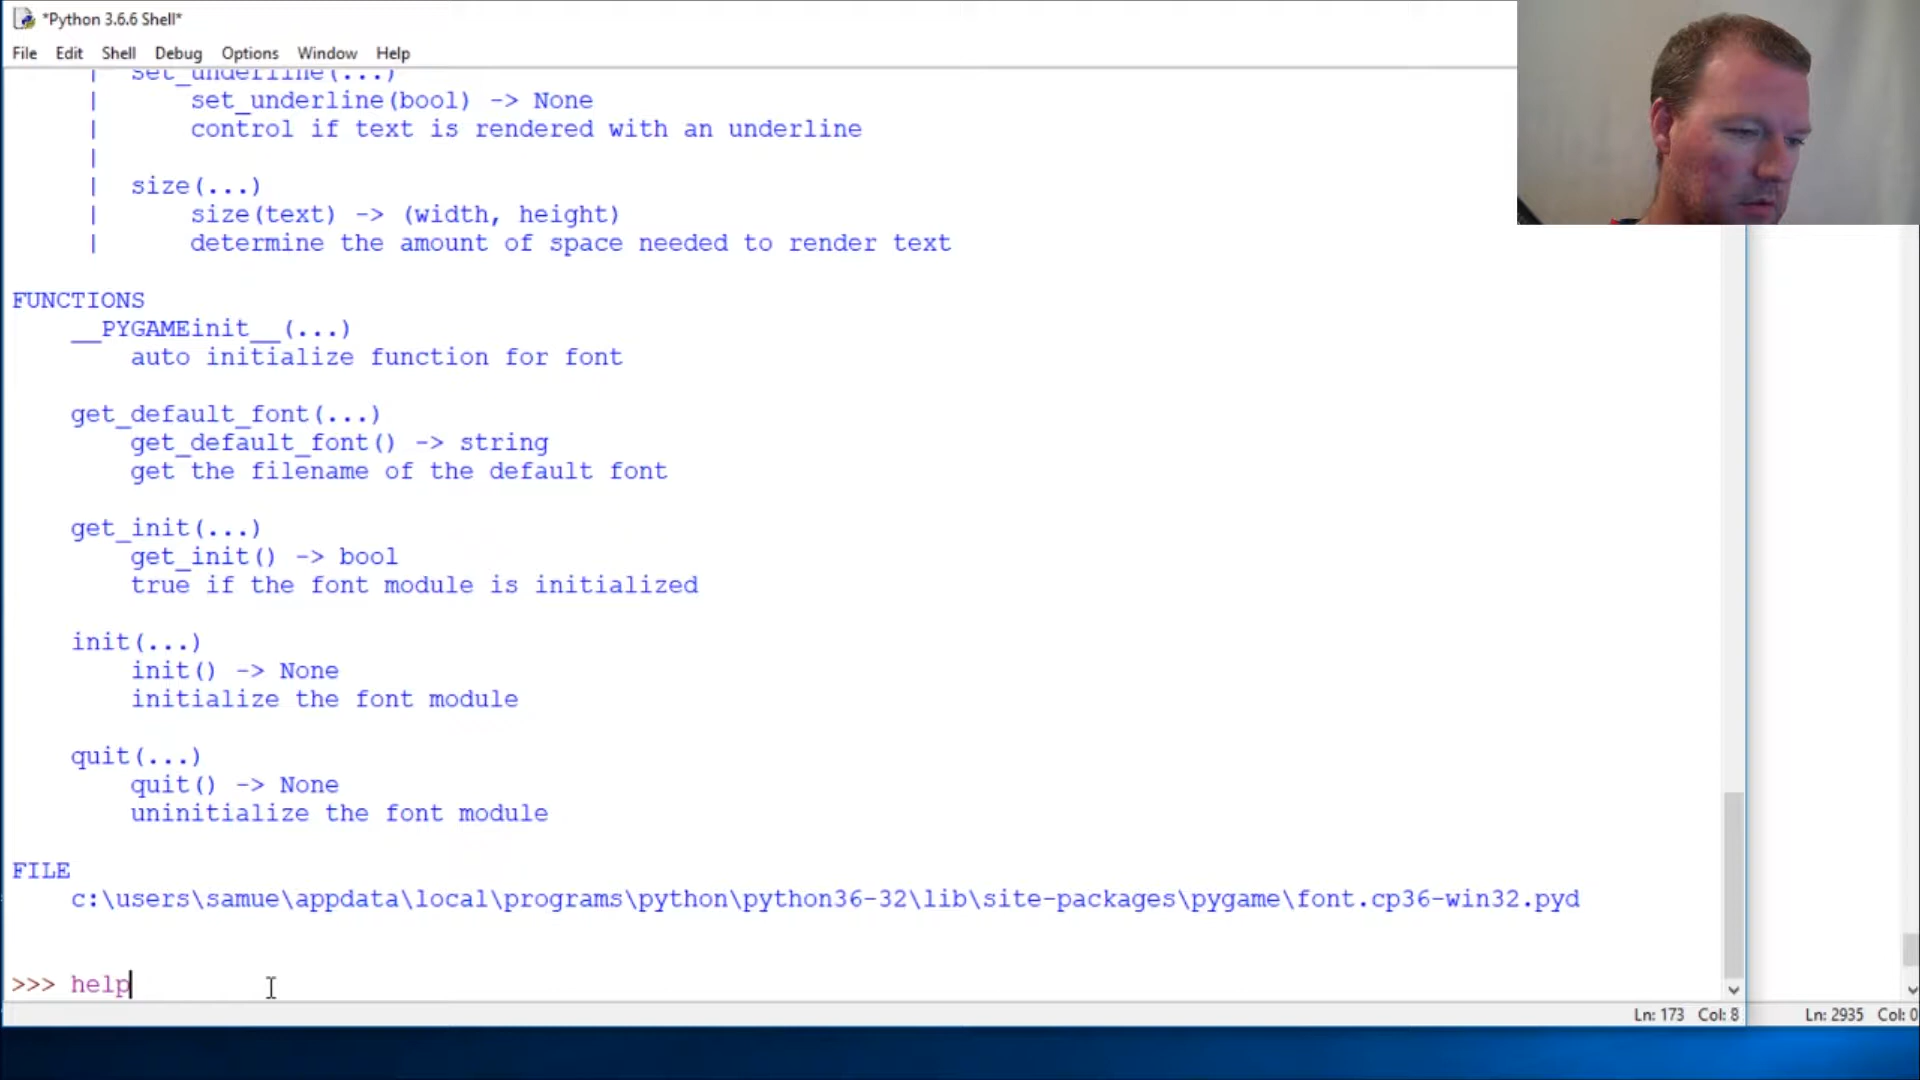 *Python 3.6.6 Shell*
File Edit Shell Debug Options Window Help
| set_underline(...)
| set_underline(bool) -> None
| control if text is rendered with an underline
|
| size(...)
| size(text) -> (width, height)
| determine the amount of space needed to render text
FUNCTIONS
__PYGAMEinit__(...)
auto initialize function for font
get_default_font(...)
get_default_font() -> string
get the filename of the default font
get_init(...)
get_init() -> bool
true if the font module is initialized
init(...)
init() -> None
initialize the font module
quit(...)
quit() -> None
uninitialize the font module
FILE
c:\users\samue\appdata\local\programs\python\python36-32\lib\site-packages\pygame\font.cp36-win32.pyd
>>> help
Ln: 173 Col: 8
Ln: 2935 Col: 0